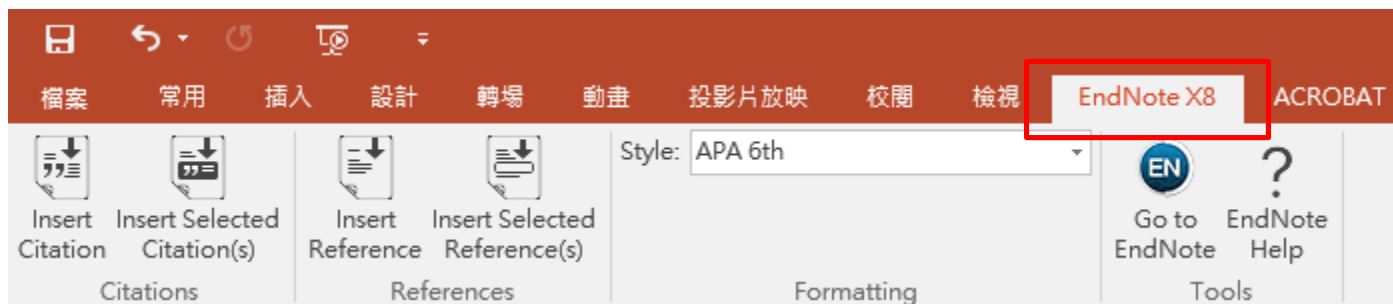 檔案 常用 插入 設計 轉場 動畫 投影片放映 校閱 檢視 EndNote X8 ACROBAT
Style: APA 6th
EN
Insert Citation
Insert Selected Citation(s)
Insert Reference
Insert Selected Reference(s)
Go to EndNote
EndNote Help
Citations References Formatting Tools